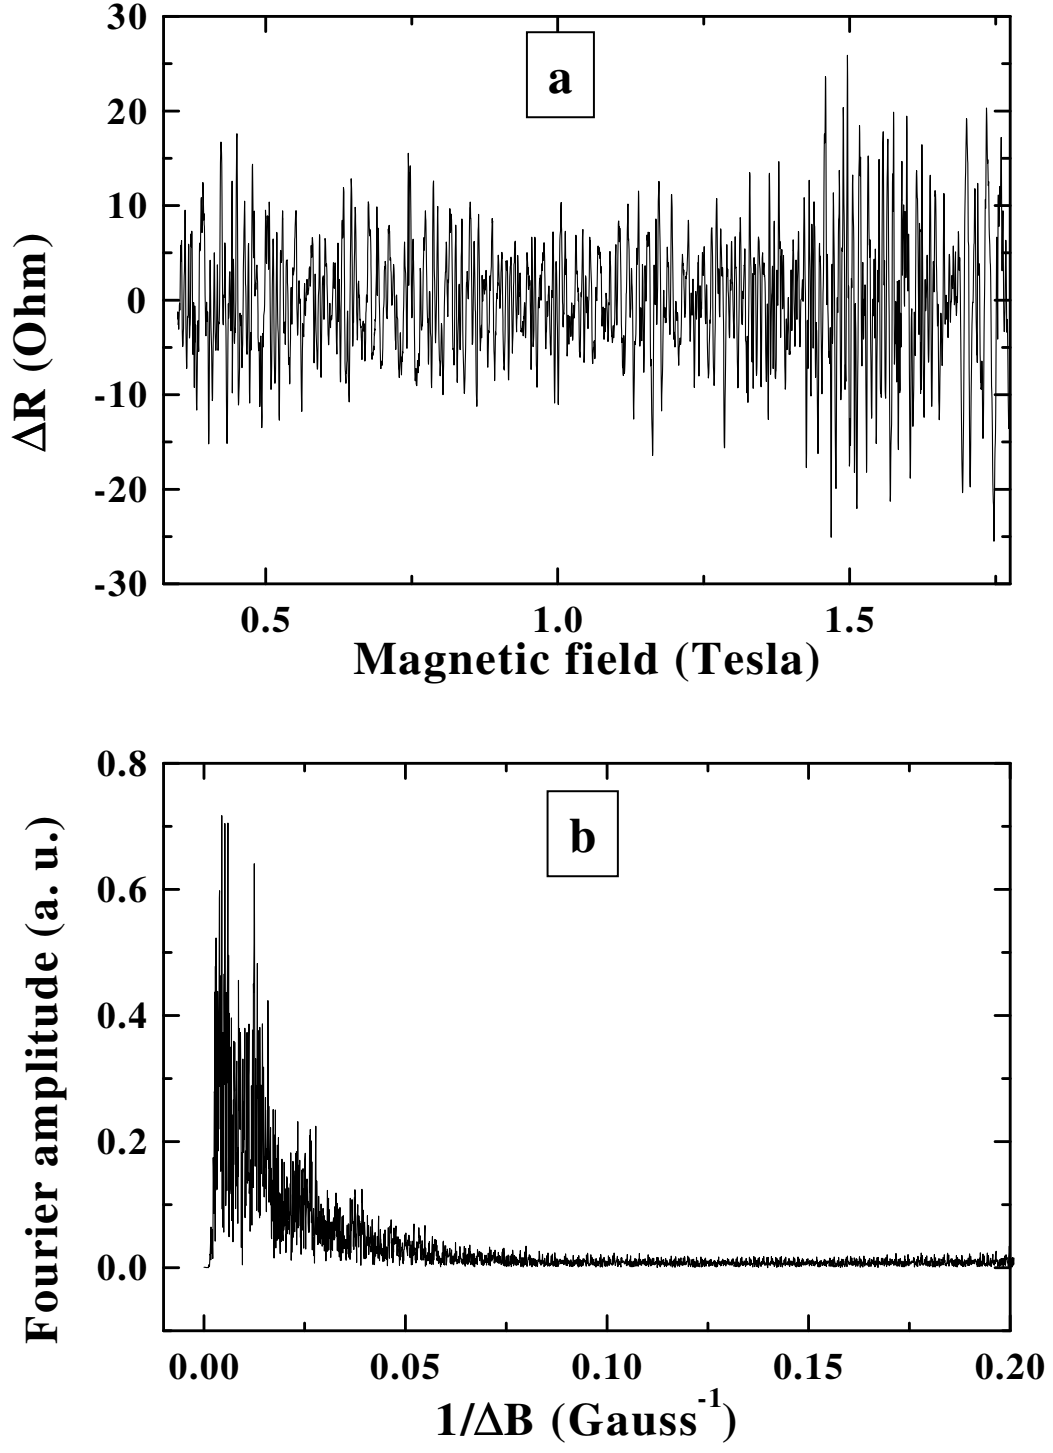 30
a
20
10
0
-10
-20
-30
ΔR (Ohm)
0.5 1.0 1.5
Magnetic field (Tesla)
0.8
b
0.6
0.4
0.2
0.0
Fourier amplitude (a. u.)
0.00 0.05 0.10 0.15 0.20
1/ΔB (Gauss⁻¹)